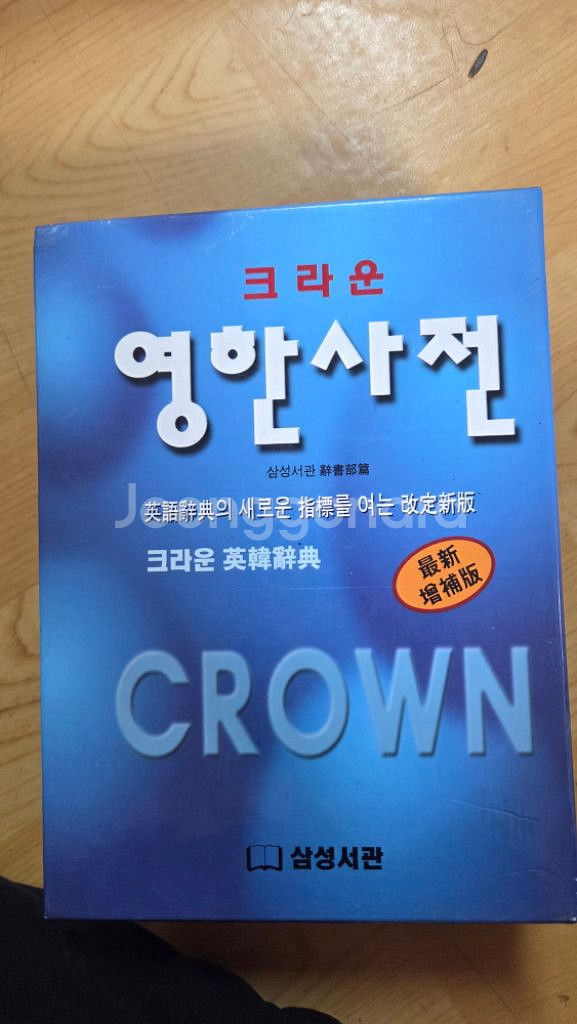 크라운
영한사전
삼성서관 辭書部篇
英語辭典의 새로운 指標를 여는 改定新版
Joonggonara
크라운 英韓辭典
最新
增補版
CROWN
삼성서관